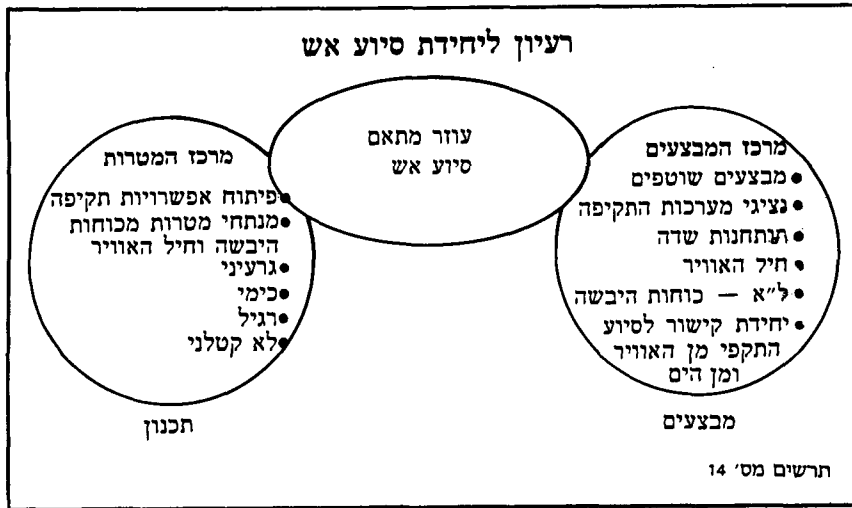 רעיון ליחידת סיוע אש
עוזר מתאם
סיוע אש
מרכז המבצעים
•מבצעים שוטפים
•נציגי מערכות התקיפה
•תותחנות שדה
•חיל האוויר
•ל״א — כוחות היבשה
•יחידת קישור לסיוע
התקפי מן האוויר
ומן הים
מבצעים
מרכז המטרות
•פיתוח אפשרויות תקיפה
•מנתחי מטרות מכוחות
היבשה וחיל האוויר
•גרעיני
•כימי
•רגיל
•לא קטלני
תכנון
תרשים מס׳ 14